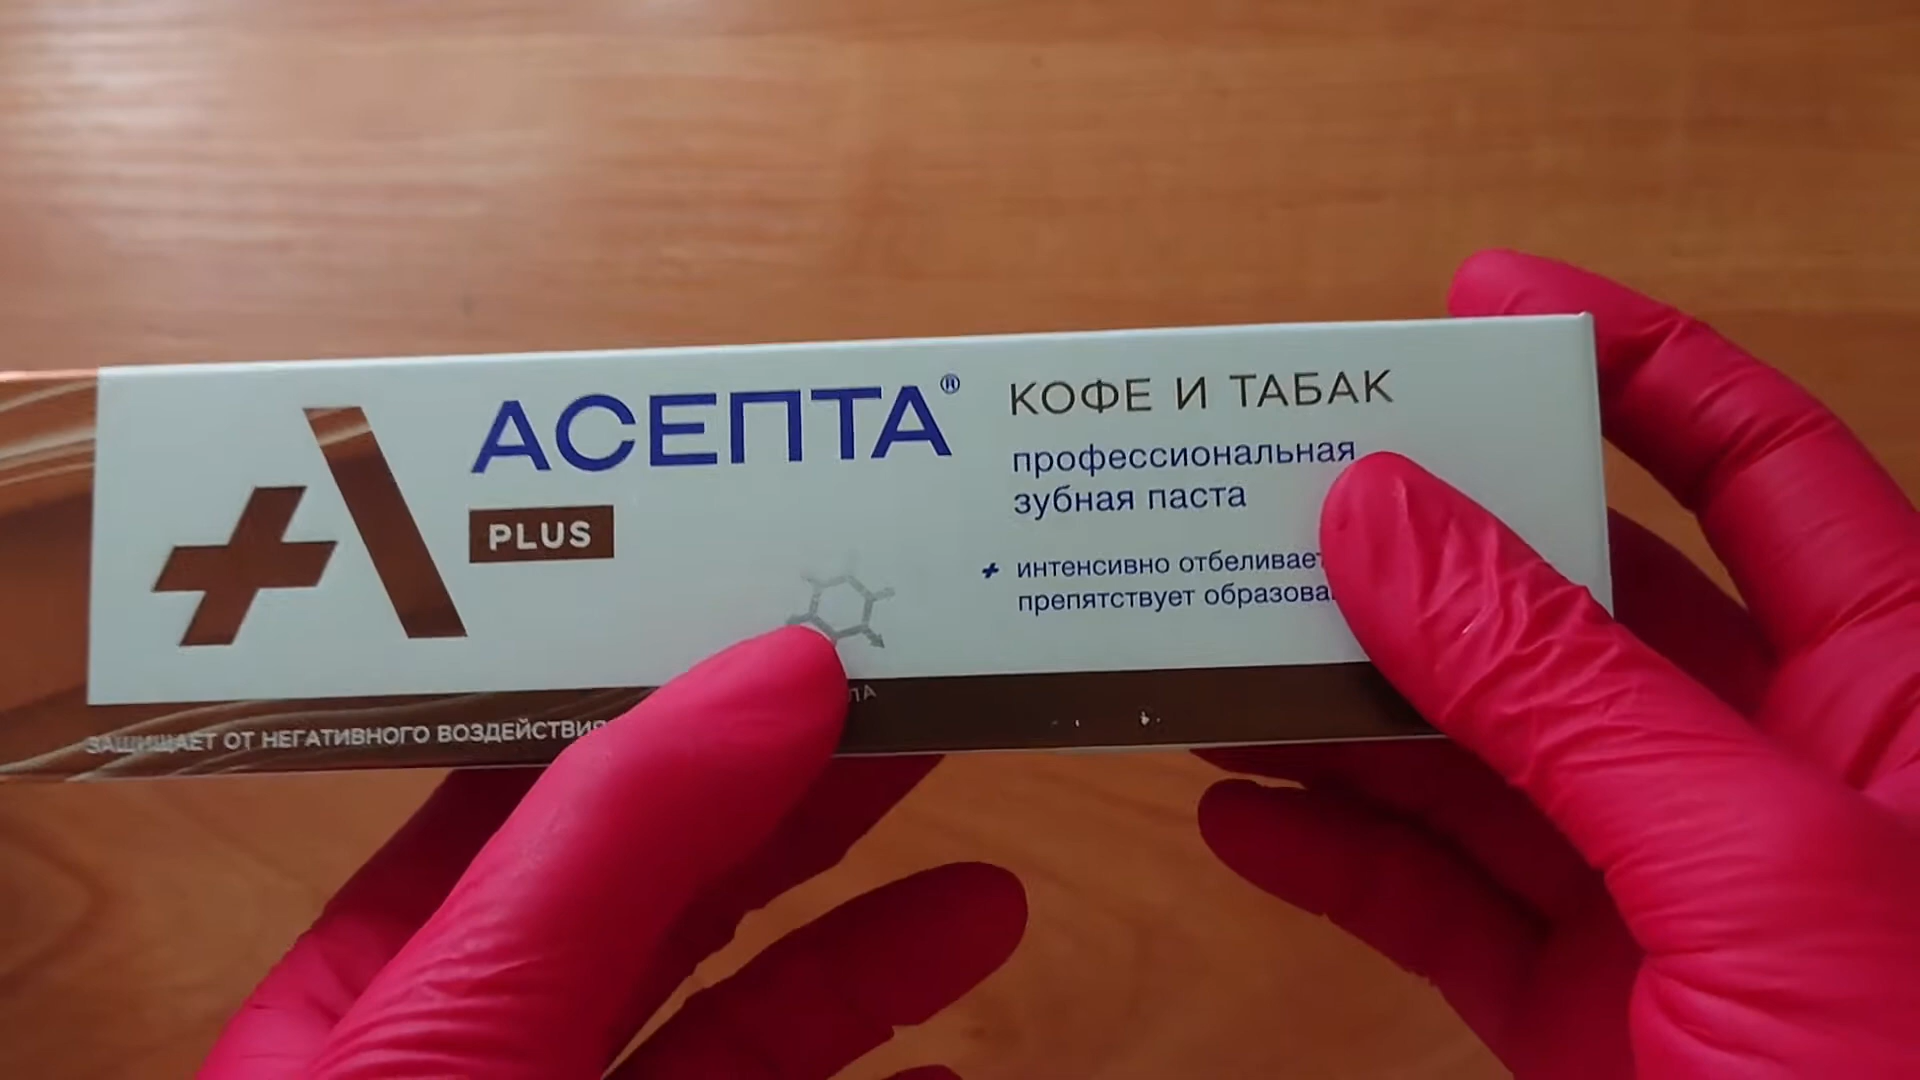 АСЕПТА®
PLUS
КОФЕ И ТАБАК
профессиональная
зубная паста
+ интенсивно отбеливает
препятствует
ЗАЩИЩАЕТ ОТ НЕГАТИВНОГО ВОЗДЕЙСТВИЯ